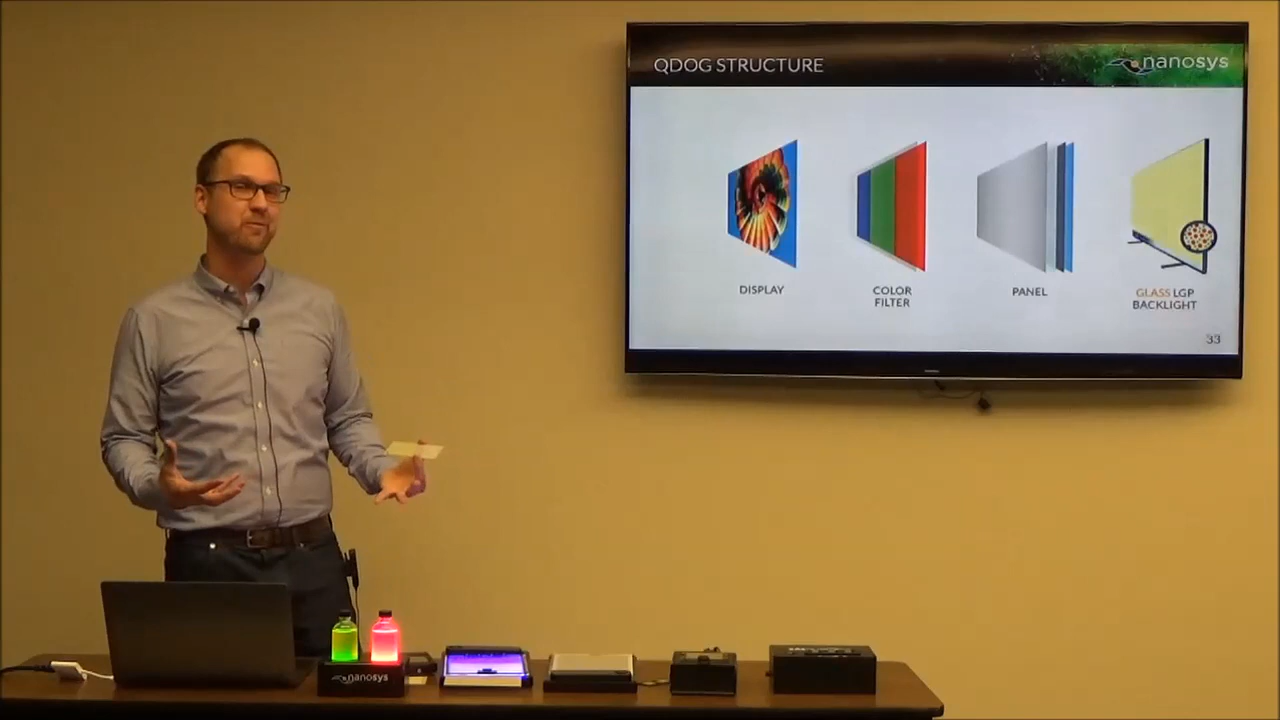 QDOG STRUCTURE
nanosys
DISPLAY
COLOR
FILTER
PANEL
GLASS LGP
BACKLIGHT
33
nanosys